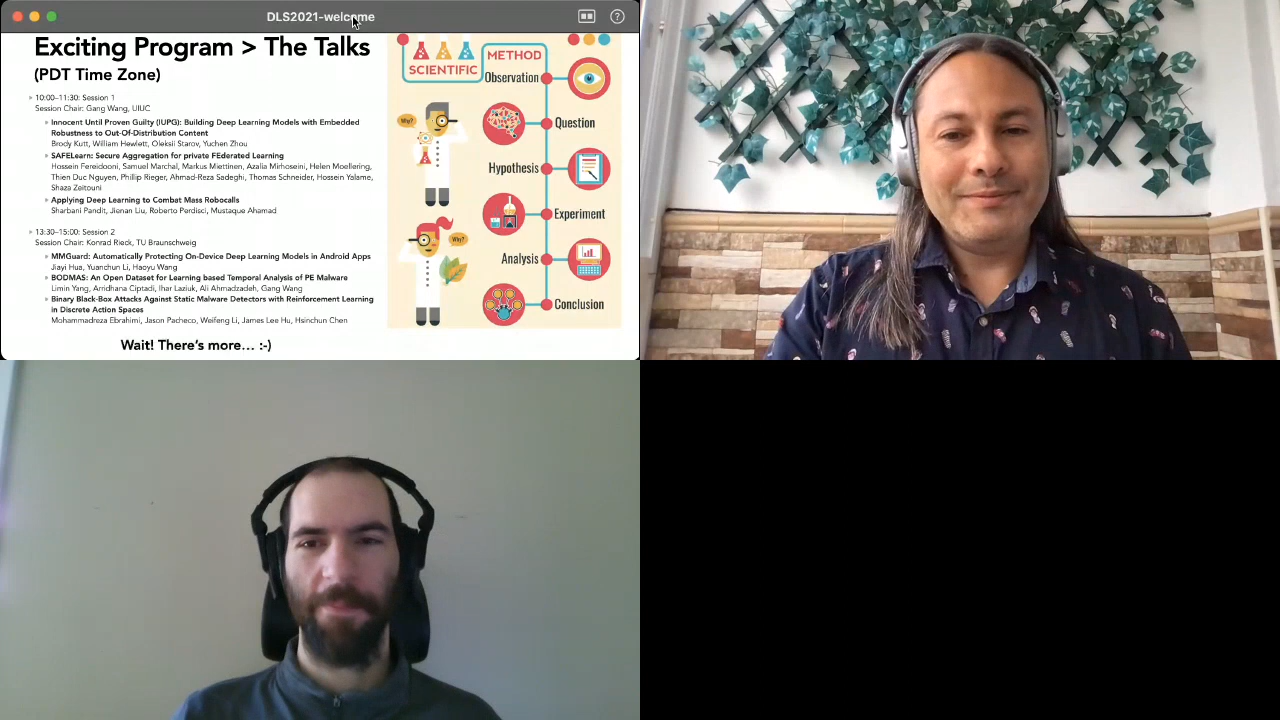 DLS2021-welcome
Exciting Program > The Talks
(PDT Time Zone)
10:00–11:30: Session 1
Session Chair: Gang Wang, UIUC
Innocent Until Proven Guilty (IUPG): Building Deep Learning Models with Embedded
Robustness to Out-Of-Distribution Content
Brody Kutt, William Hewlett, Oleksii Starov, Yuchen Zhou
SAFELearn: Secure Aggregation for private FEderated Learning
Hossein Fereidooni, Samuel Marchal, Markus Miettinen, Azalia Mirhoseini, Helen Moellering,
Thien Duc Nguyen, Phillip Rieger, Ahmad-Reza Sadeghi, Thomas Schneider, Hossein Yalame,
Shaza Zeitouni
Applying Deep Learning to Combat Mass Robocalls
Sharbani Pandit, Jienan Liu, Roberto Perdisci, Mustaque Ahamad
13:30–15:00: Session 2
Session Chair: Konrad Rieck, TU Braunschweig
MMGuard: Automatically Protecting On-Device Deep Learning Models in Android Apps
Jiayi Hua, Yuanchun Li, Haoyu Wang
BODMAS: An Open Dataset for Learning based Temporal Analysis of PE Malware
Limin Yang, Arridhana Ciptadi, Ihar Laziuk, Ali Ahmadzadeh, Gang Wang
Binary Black-Box Attacks Against Static Malware Detectors with Reinforcement Learning
in Discrete Action Spaces
Mohammadreza Ebrahimi, Jason Pacheco, Weifeng Li, James Lee Hu, Hsinchun Chen
Wait! There's more... :-)
SCIENTIFIC
METHOD
Observation
Question
Hypothesis
Experiment
Analysis
Conclusion
Why?
Why?